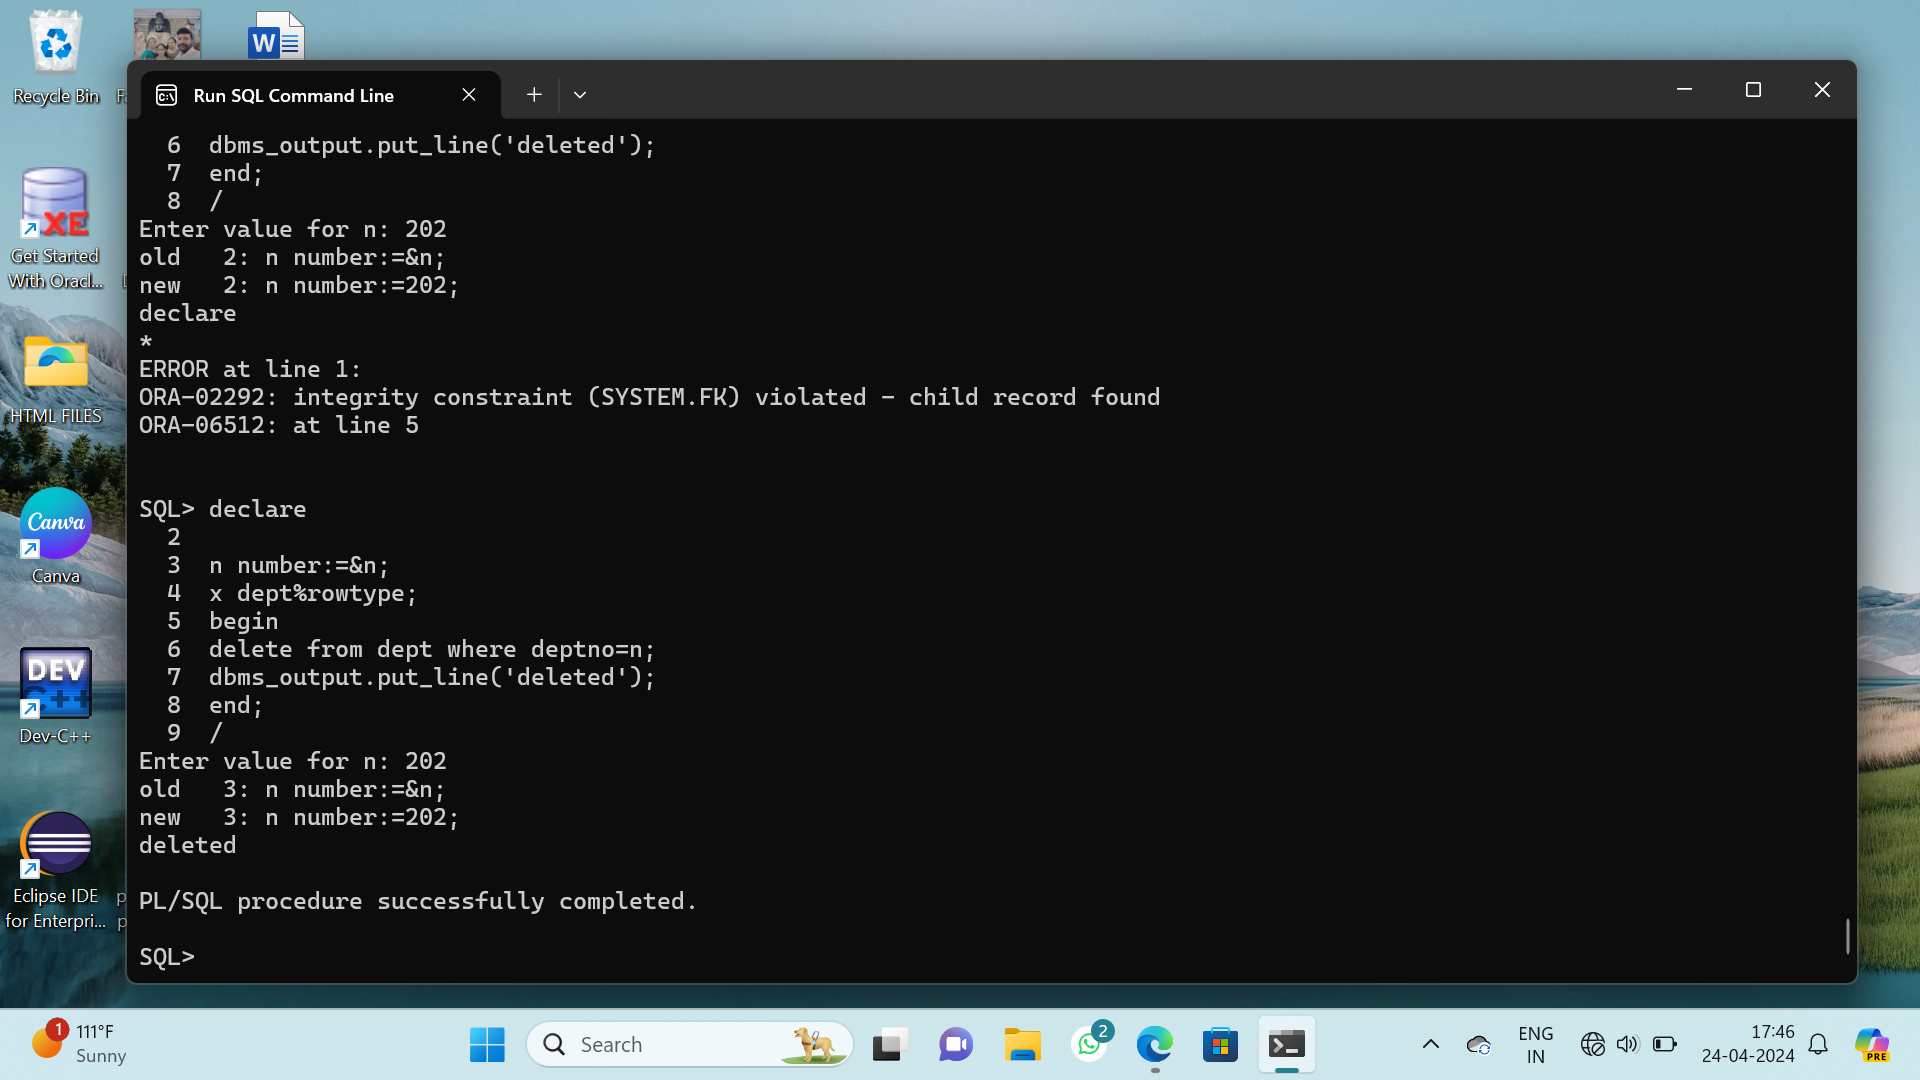 Recycle Bin
Get Started
With Oracl...
HTML FILES
Canva
Canva
DEV
C++
Dev-C++
Eclipse IDE
for Enterpri...
XE
W
Run SQL Command Line
  6  dbms_output.put_line('deleted');
  7  end;
  8  /
Enter value for n: 202
old   2: n number:=&n;
new   2: n number:=202;
declare
*
ERROR at line 1:
ORA-02292: integrity constraint (SYSTEM.FK) violated - child record found
ORA-06512: at line 5
SQL> declare
  2
  3  n number:=&n;
  4  x dept%rowtype;
  5  begin
  6  delete from dept where deptno=n;
  7  dbms_output.put_line('deleted');
  8  end;
  9  /
Enter value for n: 202
old   3: n number:=&n;
new   3: n number:=202;
deleted
PL/SQL procedure successfully completed.
SQL>
1
111°F
Sunny
Search
2
ENG
IN
17:46
24-04-2024
PRE